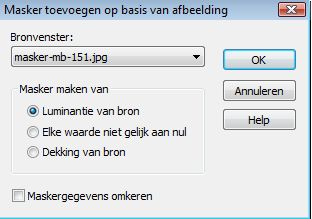 Masker toevoegen op basis van afbeelding
Bronvenster:
masker-mb-151.jpg
OK
Annuleren
Help
Masker maken van
Luminantie van bron
Elke waarde niet gelijk aan nul
Dekking van bron
Maskergegevens omkeren